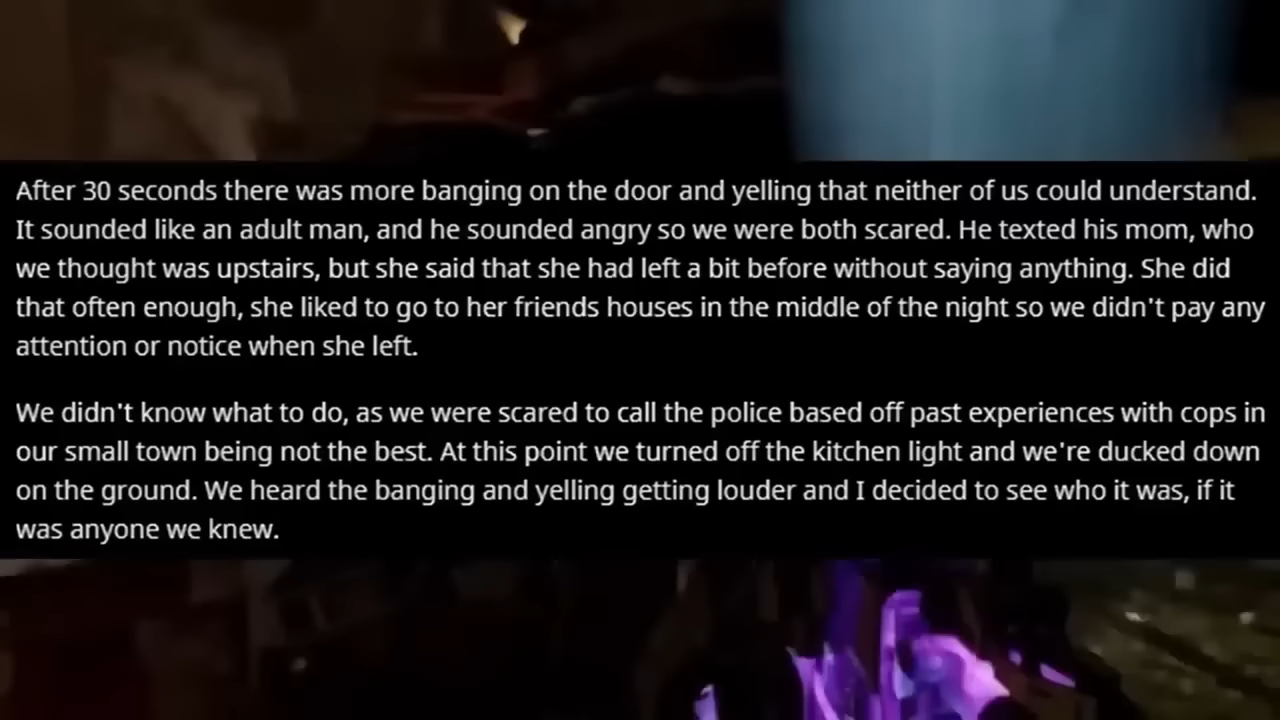 After 30 seconds there was more banging on the door and yelling that neither of us could understand.
It sounded like an adult man, and he sounded angry so we were both scared. He texted his mom, who
we thought was upstairs, but she said that she had left a bit before without saying anything. She did
that often enough, she liked to go to her friends houses in the middle of the night so we didn't pay any
attention or notice when she left.
We didn't know what to do, as we were scared to call the police based off past experiences with cops in
our small town being not the best. At this point we turned off the kitchen light and we're ducked down
on the ground. We heard the banging and yelling getting louder and I decided to see who it was, if it
was anyone we knew.